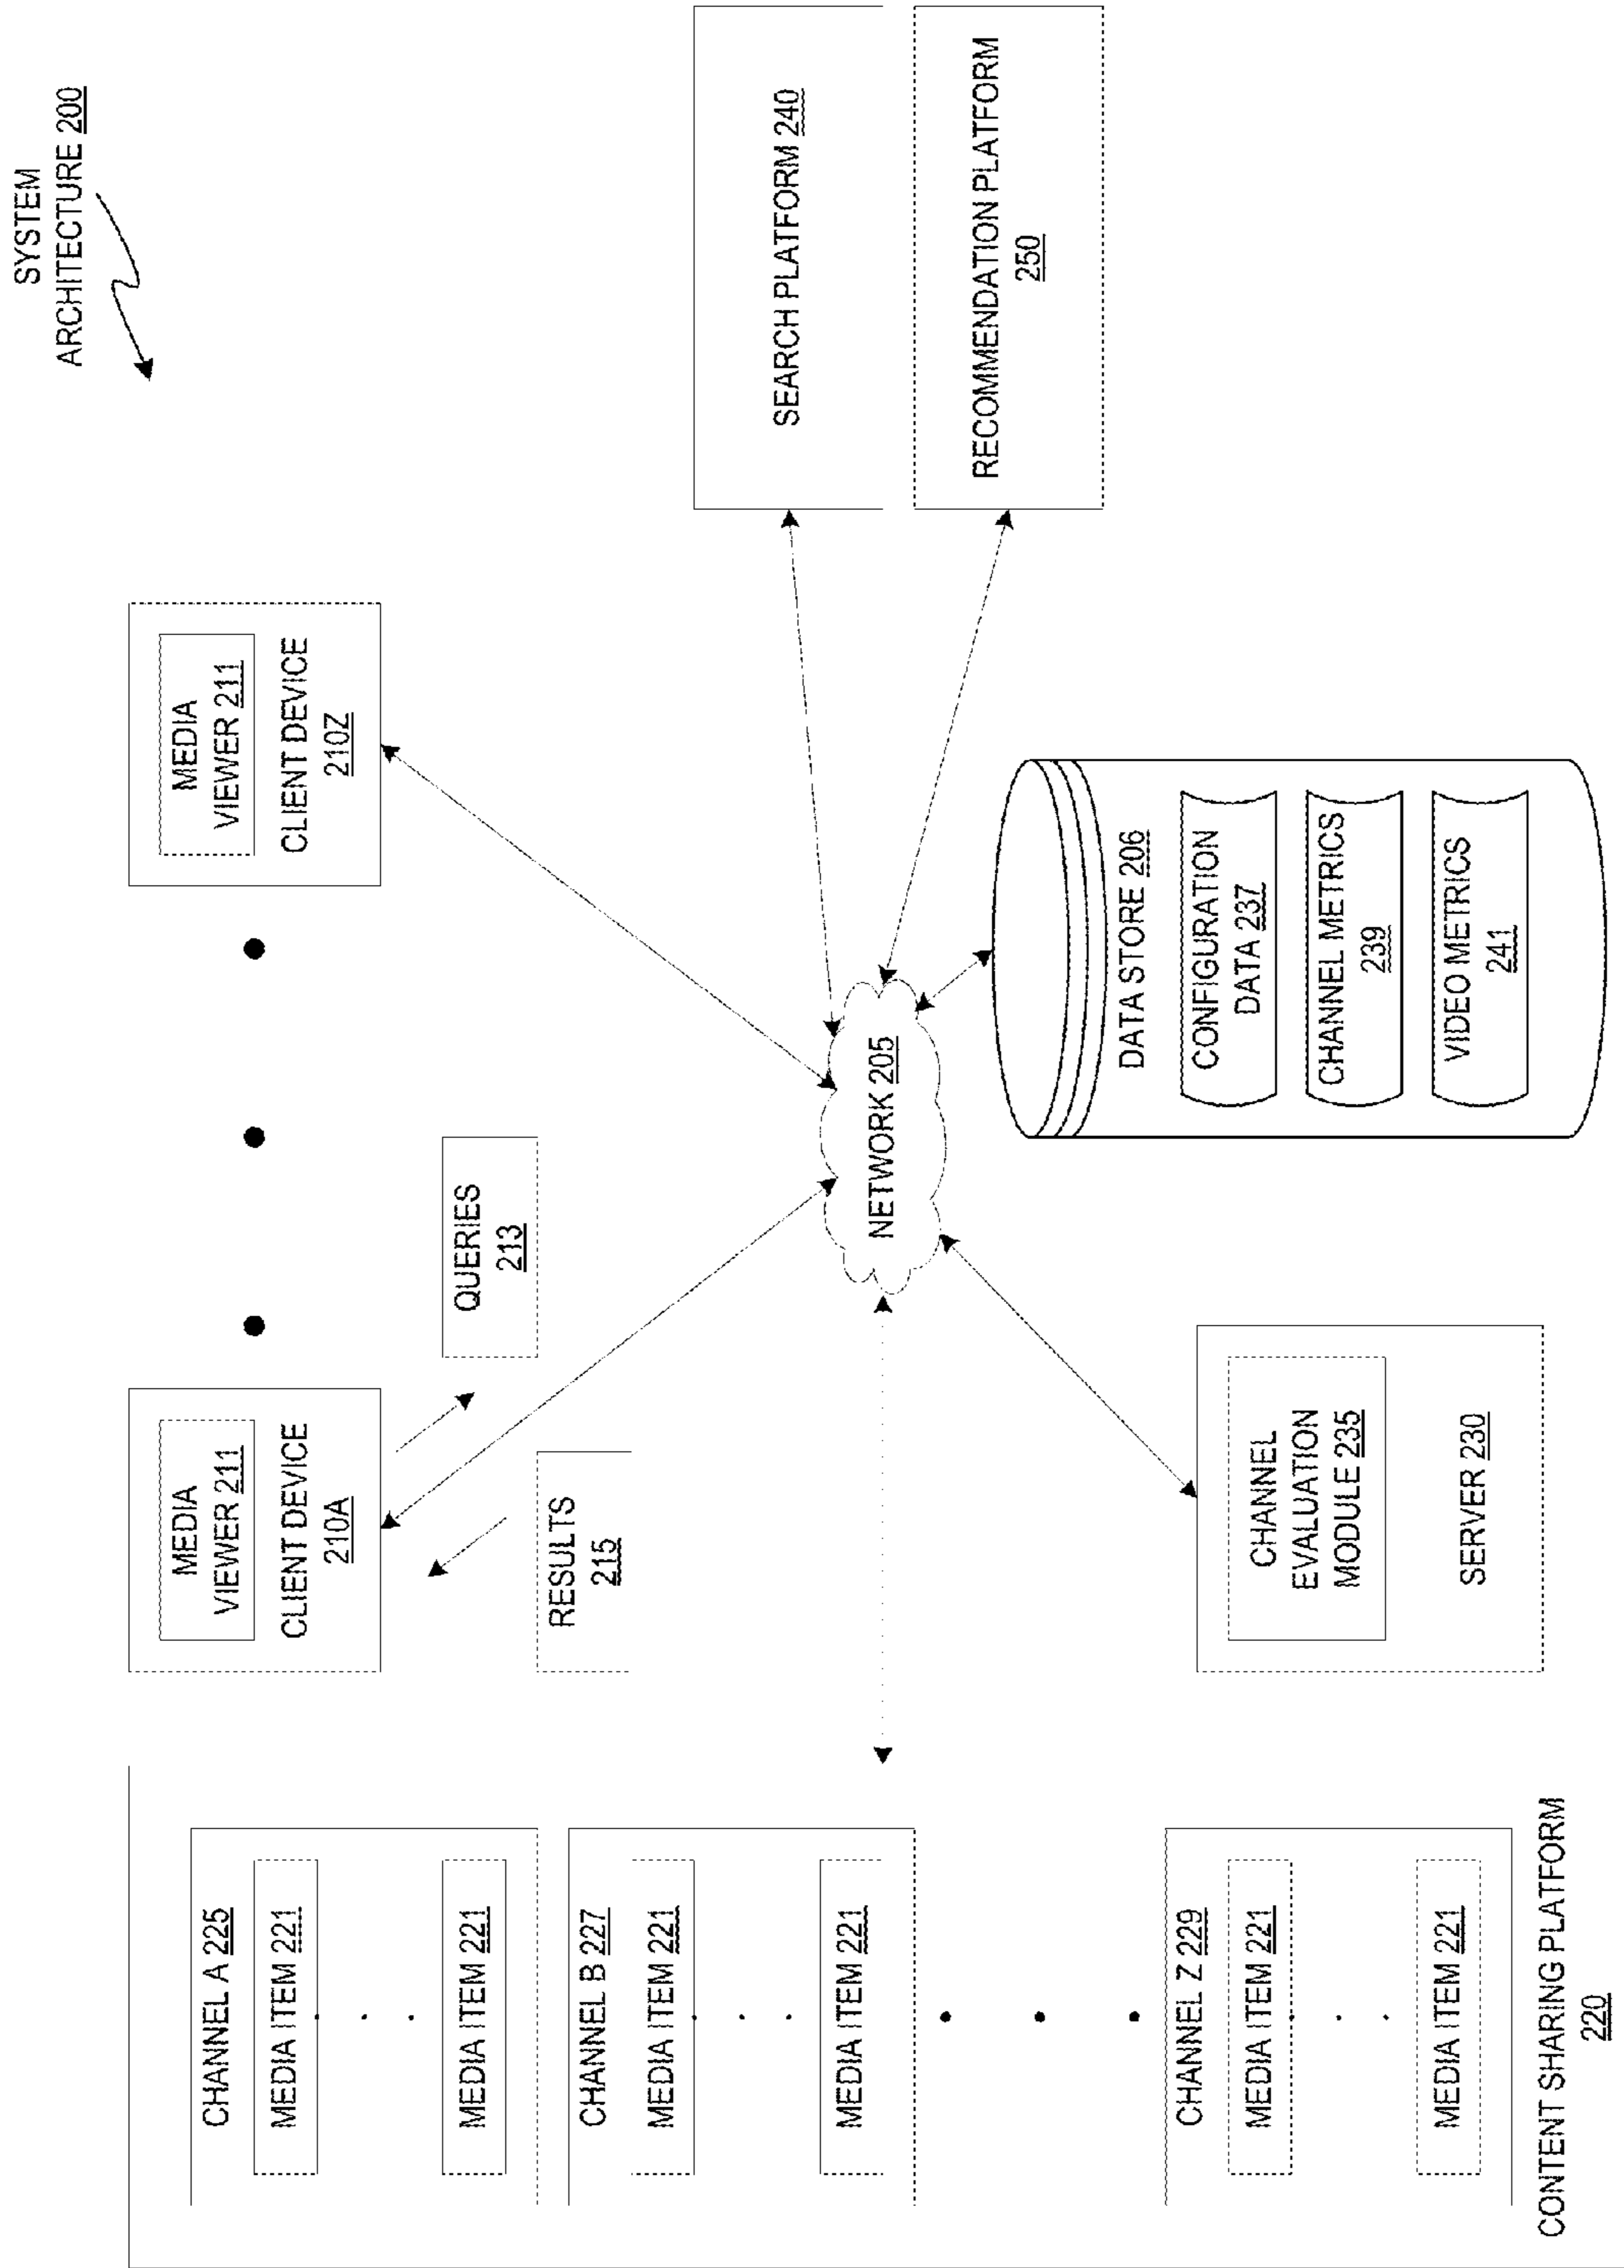 SYSTEM
ARCHITECTURE 200
CHANNEL A 225
MEDIA ITEM 221
MEDIA ITEM 221
CHANNEL B 227
MEDIA ITEM 221
MEDIA ITEM 221
CHANNEL Z 229
MEDIA ITEM 221
MEDIA ITEM 221
CONTENT SHARING PLATFORM
220
MEDIA
VIEWER 211
CLIENT DEVICE
210A
MEDIA
VIEWER 211
CLIENT DEVICE
210Z
QUERIES
213
RESULTS
215
NETWORK 205
SEARCH PLATFORM 240
RECOMMENDATION PLATFORM
250
CHANNEL
EVALUATION
MODULE 235
SERVER 230
DATA STORE 206
CONFIGURATION
DATA 237
CHANNEL METRICS
239
VIDEO METRICS
241